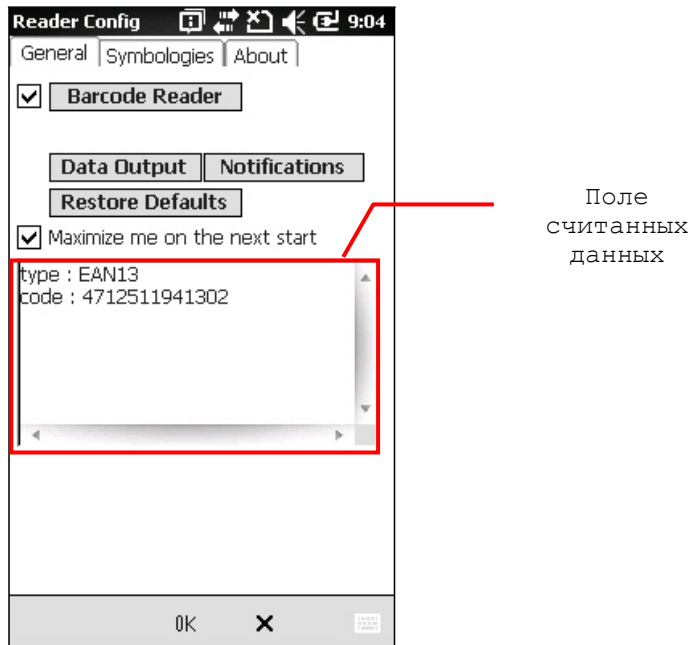 Reader Config 9:04
General Symbologies About
Barcode Reader
Data Output Notifications
Restore Defaults
Maximize me on the next start
type : EAN13
code : 4712511941302
Поле
считанных
данных
OK